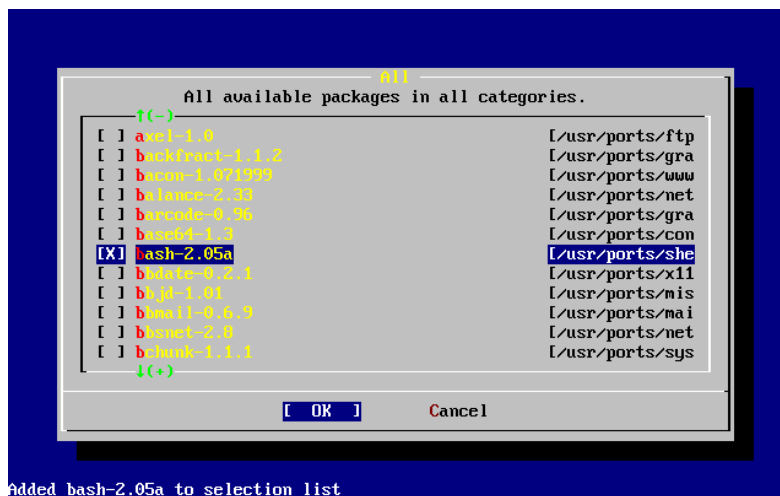 All
All available packages in all categories.
↑(-)
[ ] axel-1.0 [/usr/ports/ftp
[ ] backfract-1.1.2 [/usr/ports/gra
[ ] bacon-1.071999 [/usr/ports/www
[ ] balance-2.33 [/usr/ports/net
[ ] barcode-0.96 [/usr/ports/gra
[ ] base64-1.3 [/usr/ports/con
[X] bash-2.05a [/usr/ports/she
[ ] bbdate-0.2.1 [/usr/ports/x11
[ ] bbjd-1.01 [/usr/ports/mis
[ ] bbmail-0.6.9 [/usr/ports/mai
[ ] bbsnet-2.8 [/usr/ports/net
[ ] bchunk-1.1.1 [/usr/ports/sys
↓(+)
[ OK ] Cancel
Added bash-2.05a to selection list